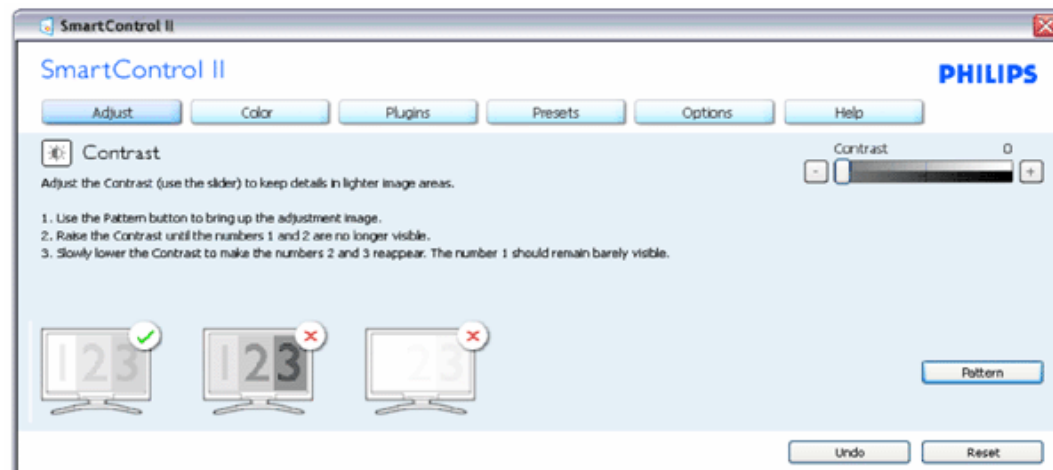 SmartControl II
SmartControl II
PHILIPS
Adjust
Color
Plugins
Presets
Options
Help
Contrast
Contrast 0
- +
Adjust the Contrast (use the slider) to keep details in lighter image areas.
1. Use the Pattern button to bring up the adjustment image.
2. Raise the Contrast until the numbers 1 and 2 are no longer visible.
3. Slowly lower the Contrast to make the numbers 2 and 3 reappear. The number 1 should remain barely visible.
123
123
23
Pattern
Undo
Reset